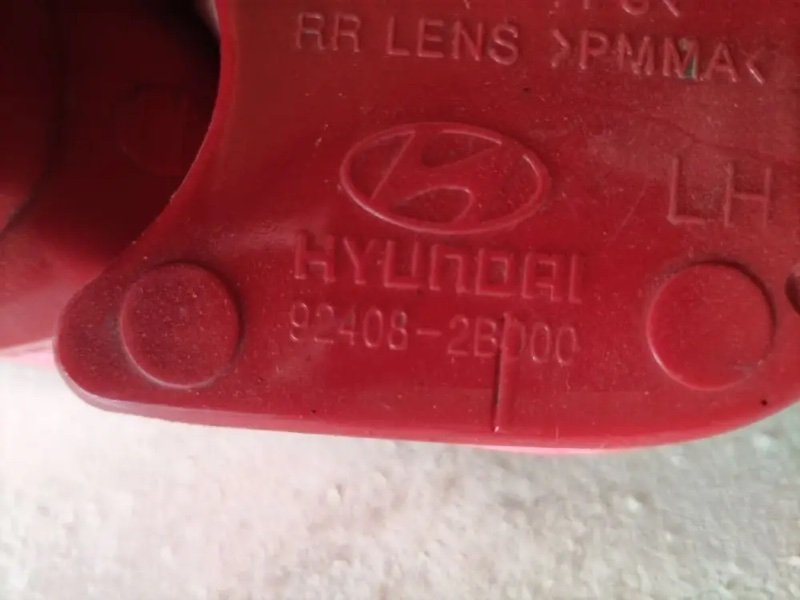 RR LENS >PMMA<
LH
HYUNDAI
92408-2B000